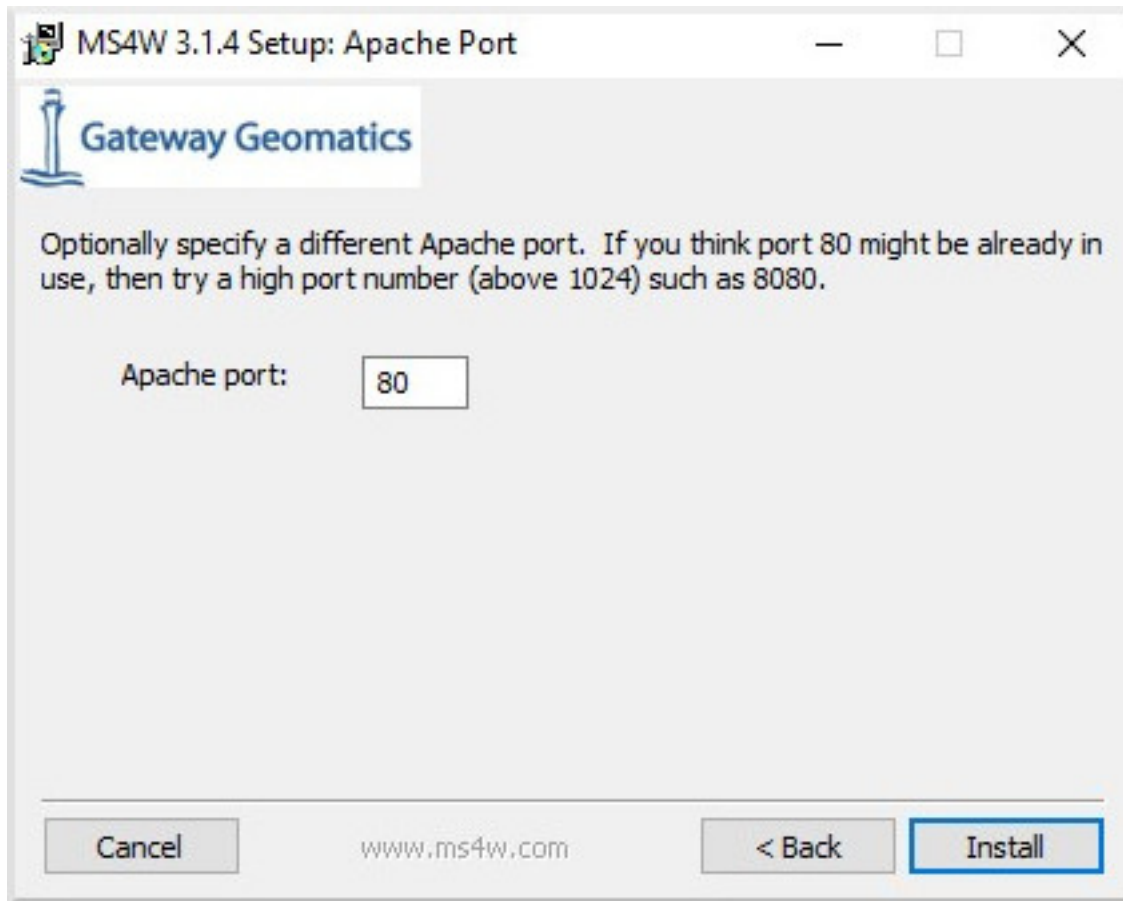 MS4W 3.1.4 Setup: Apache Port
Gateway Geomatics
Optionally specify a different Apache port.  If you think port 80 might be already in
use, then try a high port number (above 1024) such as 8080.
Apache port: 80
Cancel www.ms4w.com < Back Install